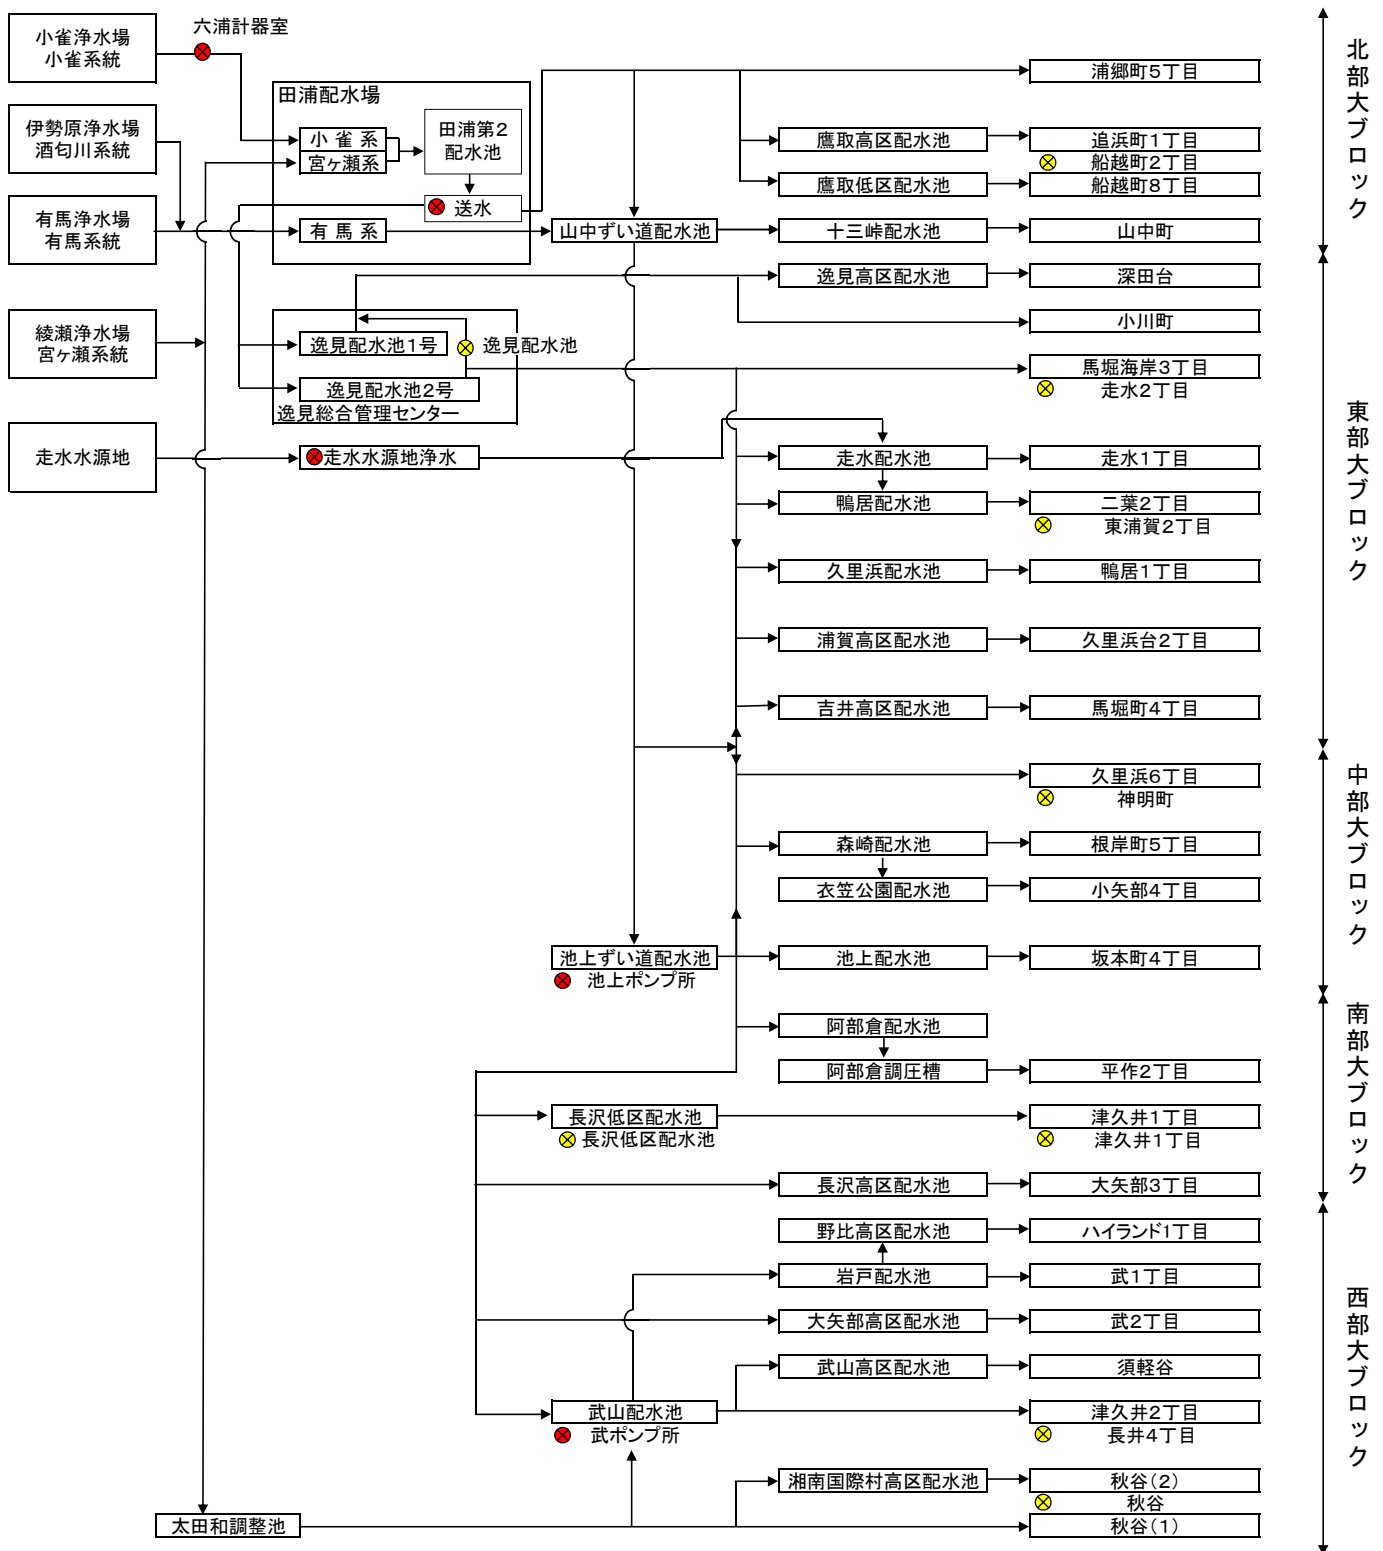 六浦計器室
小雀浄水場
小雀系統
伊勢原浄水場
酒匂川系統
有馬浄水場
有馬系統
綾瀬浄水場
宮ヶ瀬系統
走水水源地
田浦配水場
小 雀 系
宮ヶ瀬系
田浦第2
配水池
送水
有 馬 系
逸見配水池1号
逸見配水池
逸見配水池2号
逸見総合管理センター
走水水源地浄水
山中ずい道配水池
池上ずい道配水池
池上ポンプ所
長沢低区配水池
長沢低区配水池
武山配水池
武ポンプ所
太田和調整池
浦郷町5丁目
鷹取高区配水池
追浜町1丁目
船越町2丁目
鷹取低区配水池
船越町8丁目
十三峠配水池
山中町
逸見高区配水池
深田台
小川町
馬堀海岸3丁目
走水2丁目
走水配水池
走水1丁目
鴨居配水池
二葉2丁目
東浦賀2丁目
久里浜配水池
鴨居1丁目
浦賀高区配水池
久里浜台2丁目
吉井高区配水池
馬堀町4丁目
久里浜6丁目
神明町
森崎配水池
根岸町5丁目
衣笠公園配水池
小矢部4丁目
池上配水池
坂本町4丁目
阿部倉配水池
阿部倉調圧槽
平作2丁目
津久井1丁目
津久井1丁目
長沢高区配水池
大矢部3丁目
野比高区配水池
ハイランド1丁目
岩戸配水池
武1丁目
大矢部高区配水池
武2丁目
武山高区配水池
須軽谷
津久井2丁目
長井4丁目
湘南国際村高区配水池
秋谷(2)
秋谷
秋谷(1)
北部大ブロック
東部大ブロック
中部大ブロック
南部大ブロック
西部大ブロック